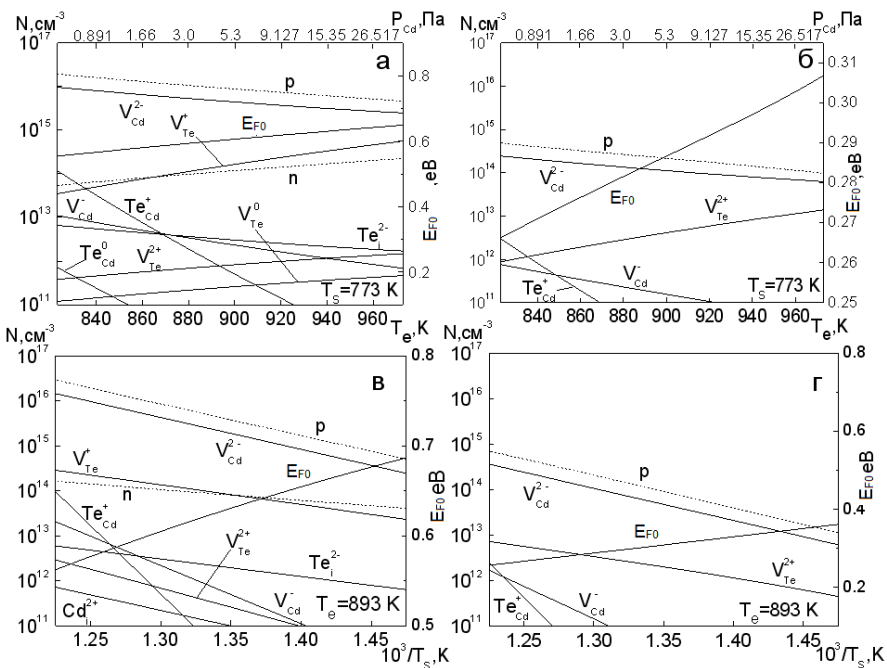 N,см⁻³ P_Cd,Па
0.891 1.66 3.0 5.3 9.127 15.35 26.517
10¹⁷ 10¹⁵ 10¹³ 10¹¹
0.8 0.6 0.4 0.2
E_F0 ,eB
а
p
V_Cd^2-
V_Te^+
E_F0
n
V_Cd^-
Te_Cd^+
V_Te^0
Te_i^2-
Te_Cd^0
V_Te^2+
T_S=773 K
840 860 880 900 920 940 960 T_e,K
N,см⁻³ P_Cd,Па
0.891 1.66 3.0 5.3 9.127 15.35 26.517
10¹⁷ 10¹⁶ 10¹⁵ 10¹⁴ 10¹³ 10¹² 10¹¹
0.31 0.30 0.29 0.28 0.27 0.26 0.25
E_F0 eB
б
p
V_Cd^2-
E_F0
V_Te^2+
Te_Cd^+
V_Cd^-
T_S=773 K
840 860 880 900 920 940 960 T_e,K
N,см⁻³
10¹⁷ 10¹⁶ 10¹⁵ 10¹⁴ 10¹³ 10¹² 10¹¹
0.8 0.7 0.6 0.5
E_F0 eB
в
p
V_Cd^2-
V_Te^+
E_F0
n
Te_Cd^+
V_Te^2+
Te_i^2-
Cd^2+
V_Cd^-
T_e=893 K
1.25 1.30 1.35 1.40 1.45
10³/T_S,K
N,см⁻³
10¹⁷ 10¹⁶ 10¹⁵ 10¹⁴ 10¹³ 10¹² 10¹¹
0.8 0.6 0.4 0.2
E_F0 eB
г
p
V_Cd^2-
E_F0
V_Te^2+
Te_Cd^+
V_Cd^-
T_e=893 K
1.25 1.30 1.35 1.40 1.45
10³/T_S,K